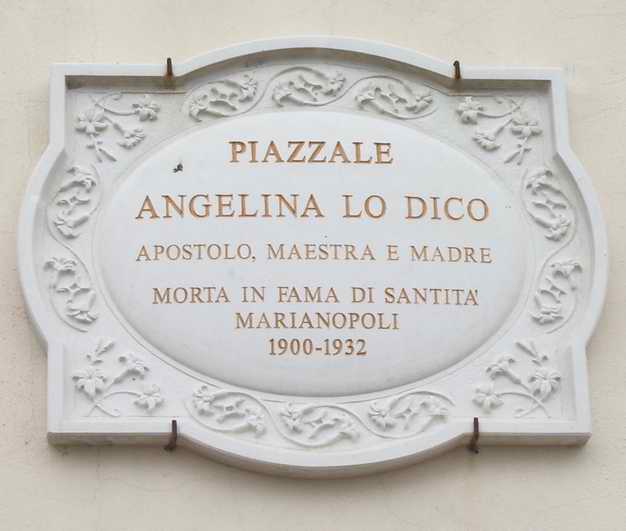 PIAZZALE
ANGELINA LO DICO
APOSTOLO, MAESTRA E MADRE
MORTA IN FAMA DI SANTITA'
MARIANOPOLI
1900-1932